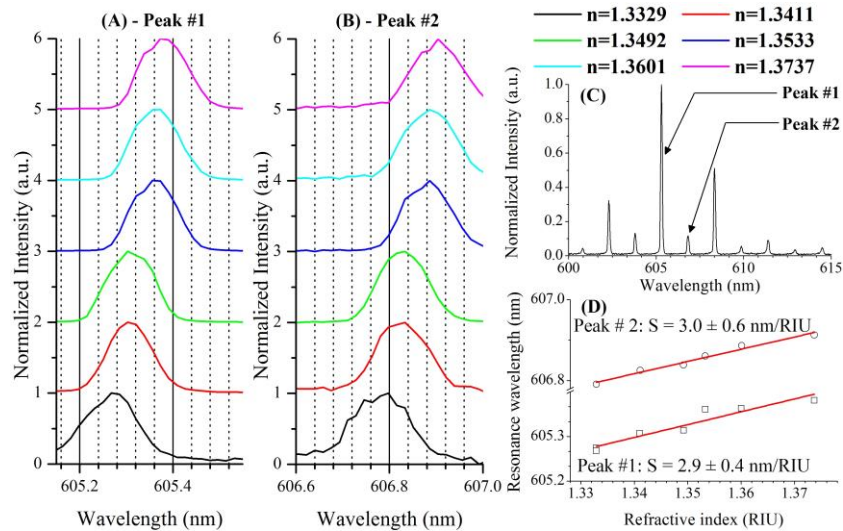 (A) - Peak #1
(B) - Peak #2
n=1.3329
n=1.3411
n=1.3492
n=1.3533
n=1.3601
n=1.3737
Normalized Intensity (a.u.)
6
5
4
3
2
1
0
605.2
605.4
Wavelength (nm)
Normalized Intensity (a.u.)
6
5
4
3
2
1
0
606.6
606.8
607.0
Wavelength (nm)
(C)
Peak #1
Peak #2
Normalized Intensity (a.u.)
1.0
0.8
0.6
0.4
0.2
0.0
600
605
610
615
Wavelength (nm)
(D)
Resonance wavelength (nm)
607.0
606.8
605.3
605.2
Peak # 2: S = 3.0 ± 0.6 nm/RIU
Peak #1: S = 2.9 ± 0.4 nm/RIU
1.33
1.34
1.35
1.36
1.37
Refractive index (RIU)